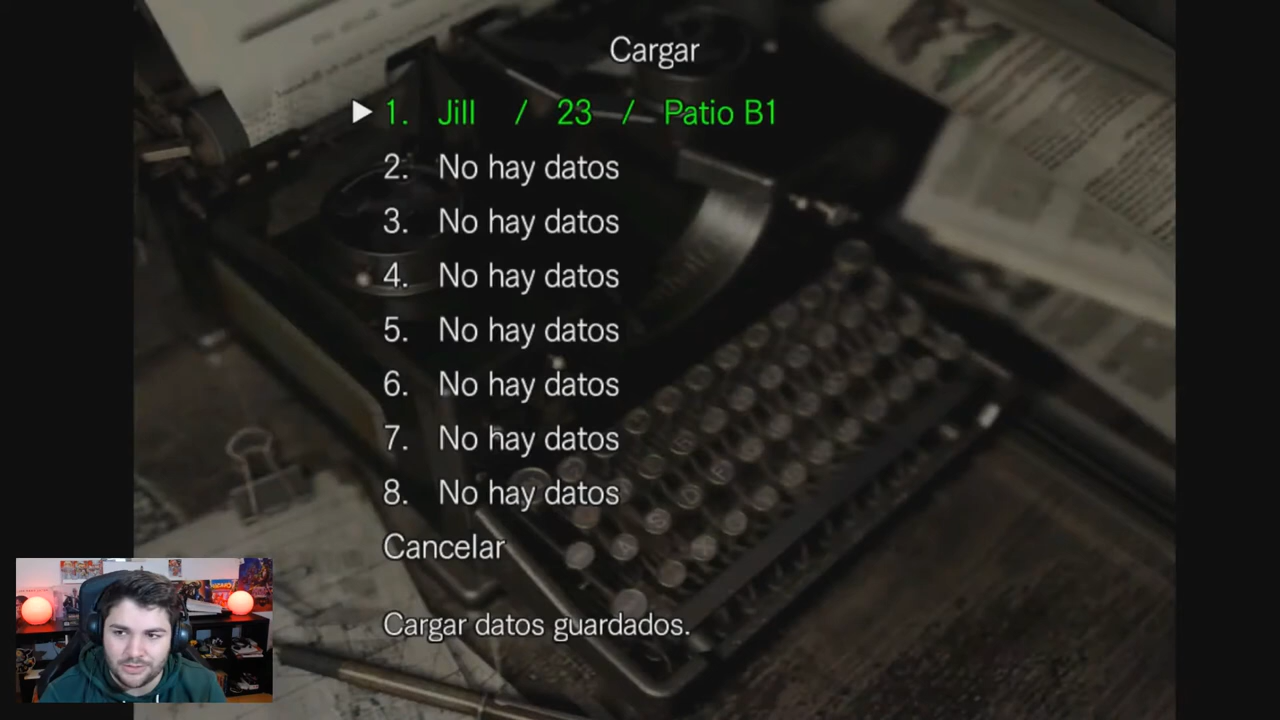 Cargar
1. Jill / 23 / Patio B1
2. No hay datos
3. No hay datos
4. No hay datos
5. No hay datos
6. No hay datos
7. No hay datos
8. No hay datos
Cancelar
Cargar datos guardados.